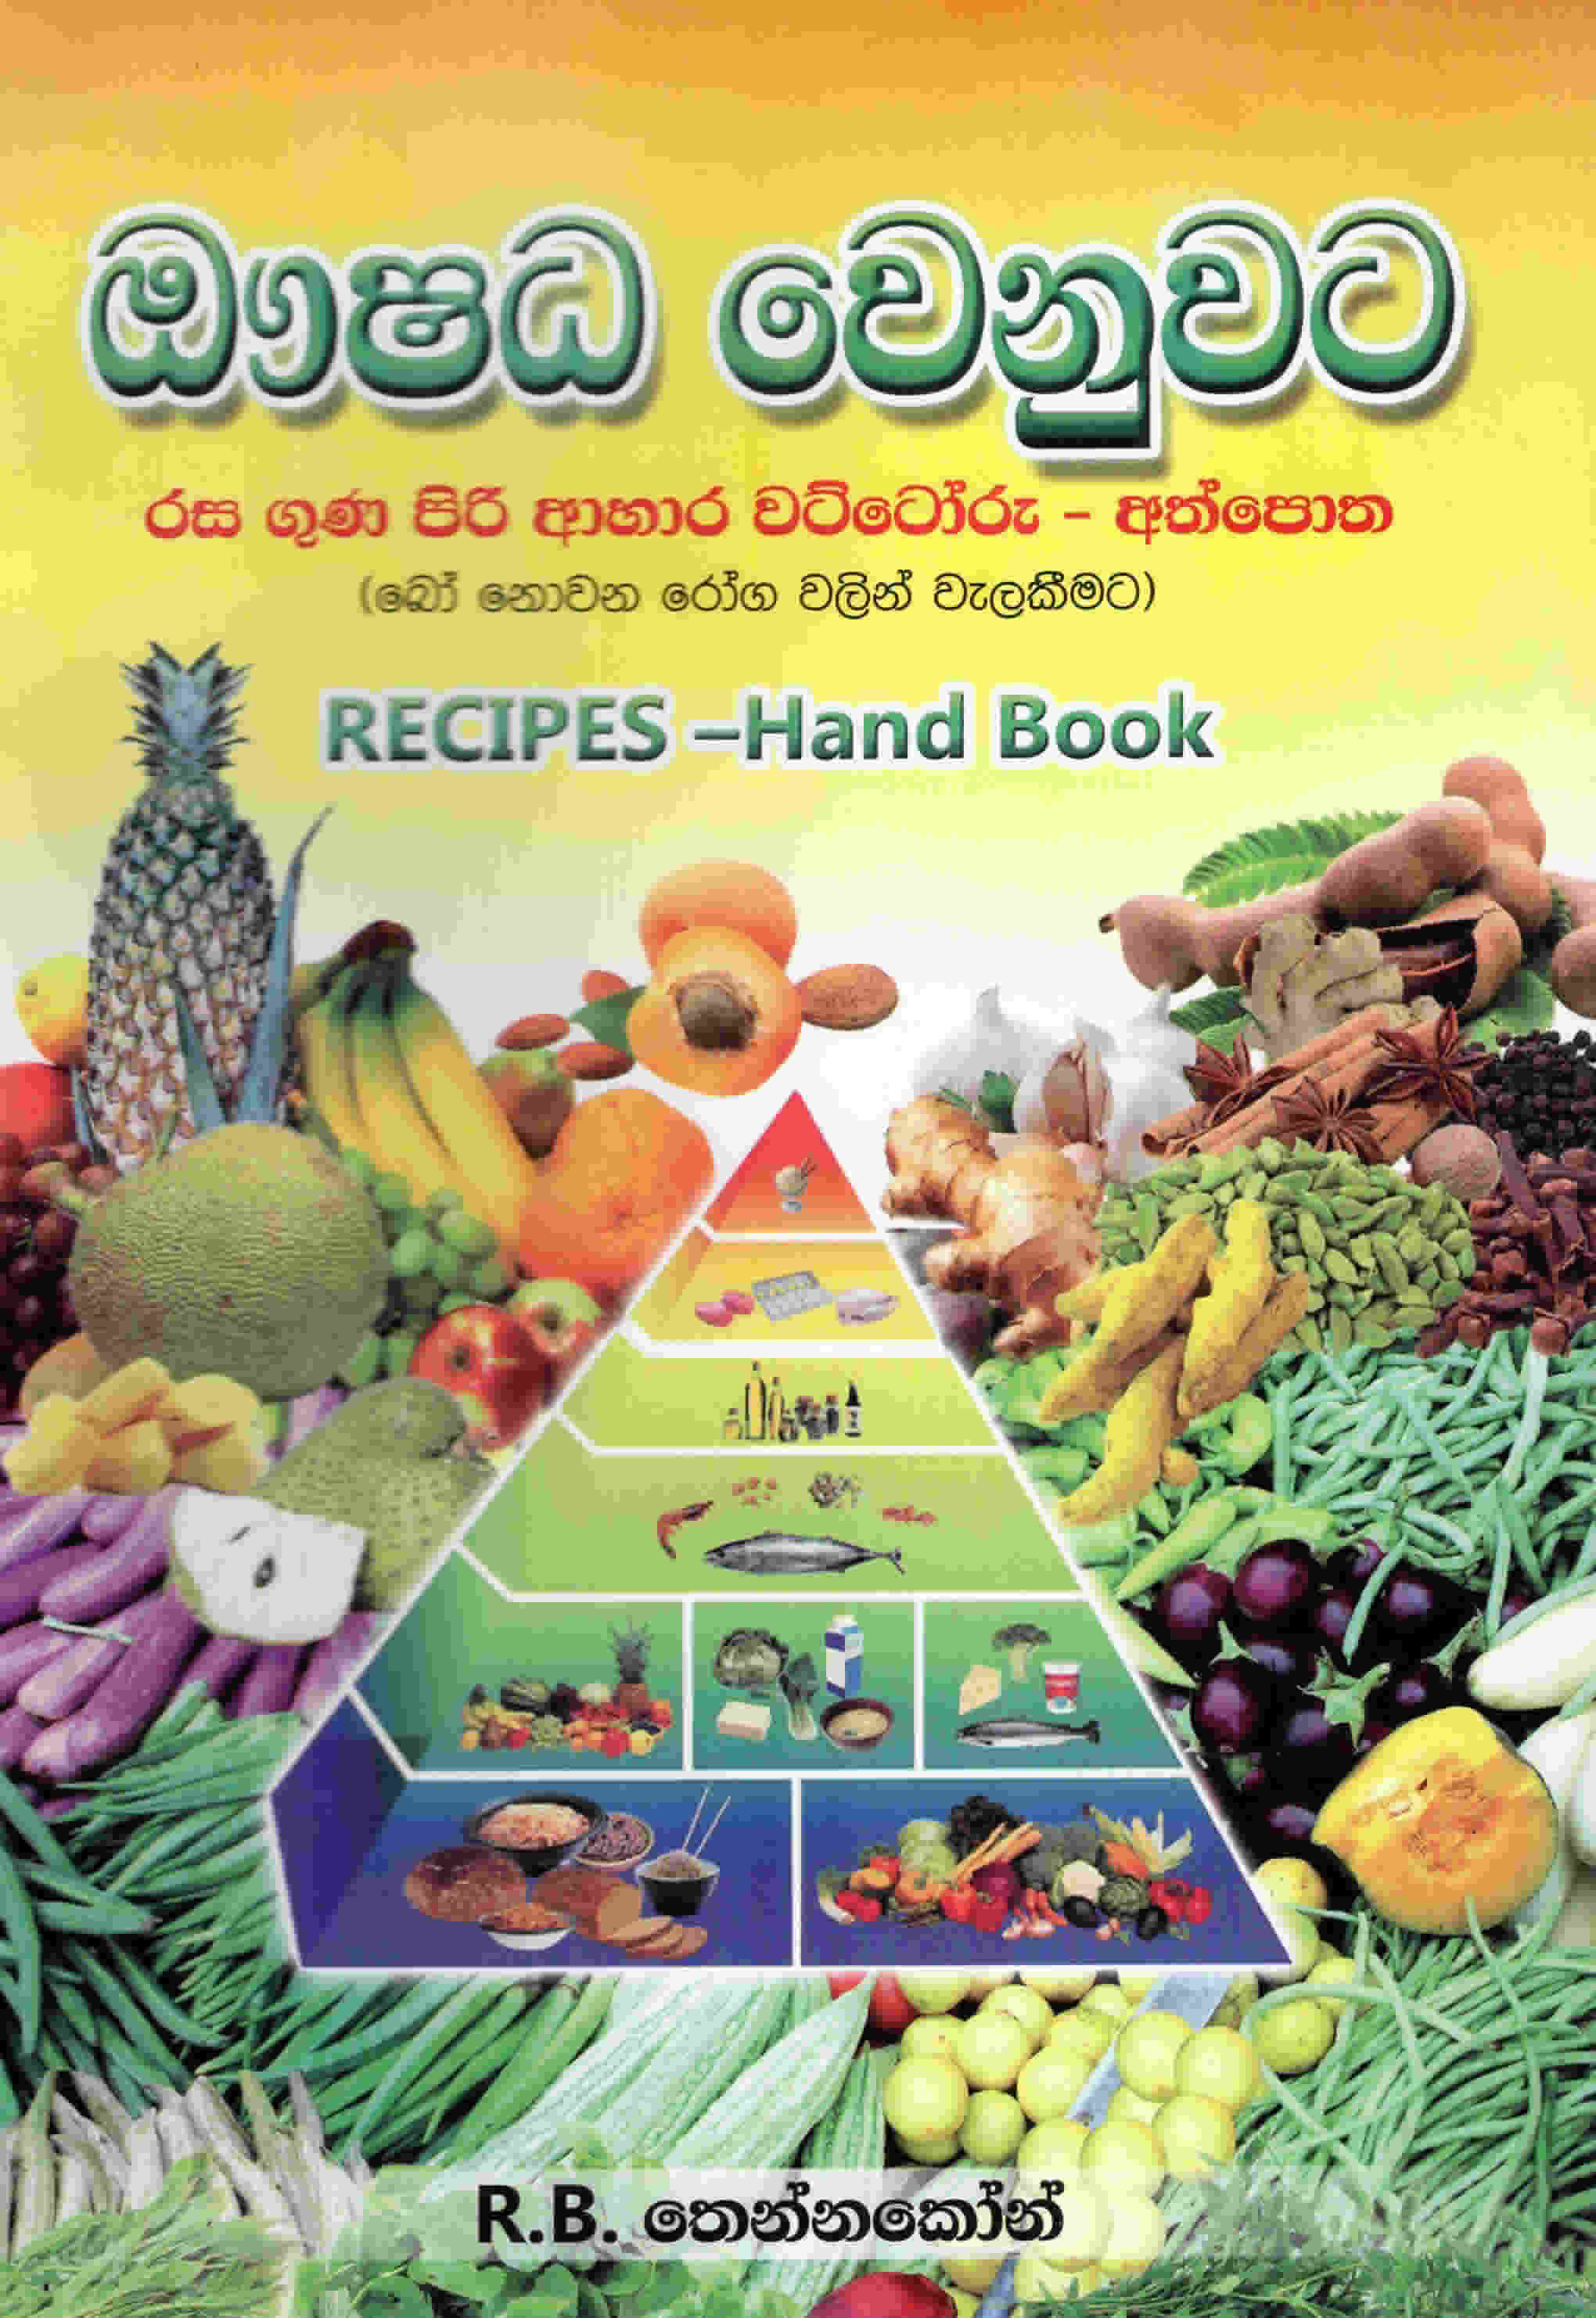 ඖෂධ වෙනුවට
රස ගුණ පිරි ආහාර වට්ටෝරු - අත්පොත
(බෝ නොවන රෝග වලින් වැලකීමට)
RECIPES –Hand Book
R.B. තෙන්නකෝන්